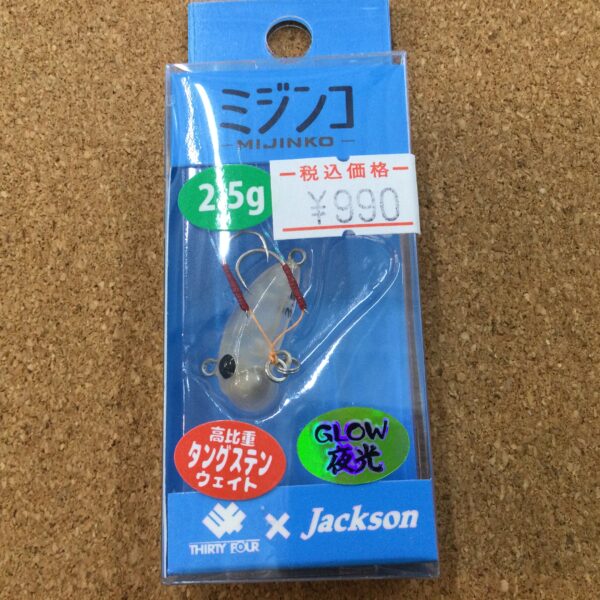 ミジンコ
MIJINKO
税込価格
¥990
2.5g
高比重
タングステン
ウェイト
GLOW
夜光
THIRTY FOUR
×
Jackson